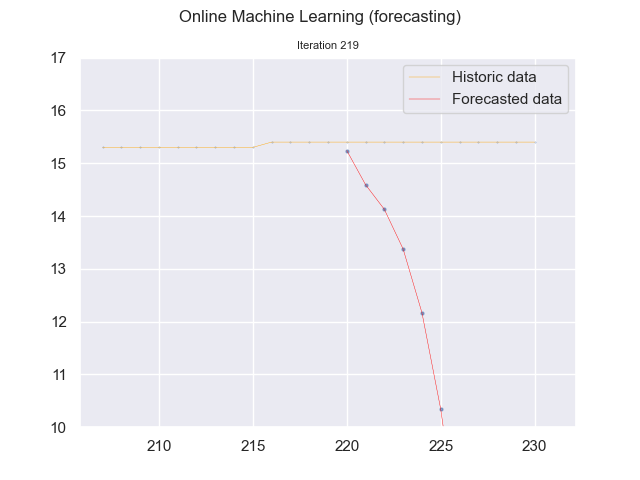 Online Machine Learning (forecasting)
Iteration 219
Historic data
Forecasted data
17
16
15
14
13
12
11
10
210 215 220 225 230